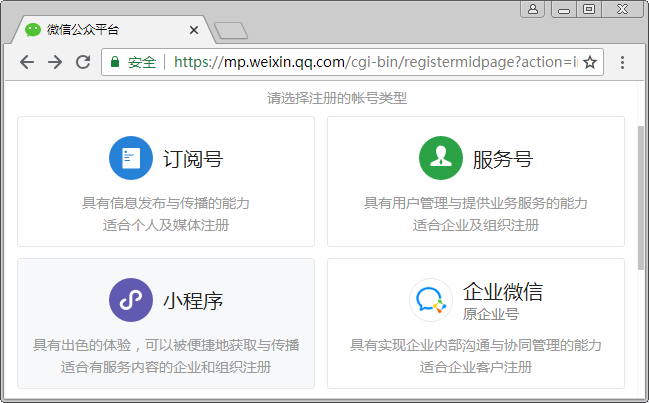 微信公众平台
安全 https://mp.weixin.qq.com/cgi-bin/registermidpage?action=i
请选择注册的帐号类型
订阅号
具有信息发布与传播的能力
适合个人及媒体注册
服务号
具有用户管理与提供业务服务的能力
适合企业及组织注册
小程序
具有出色的体验，可以被便捷地获取与传播
适合有服务内容的企业和组织注册
企业微信
原企业号
具有实现企业内部沟通与协同管理的能力
适合企业客户注册